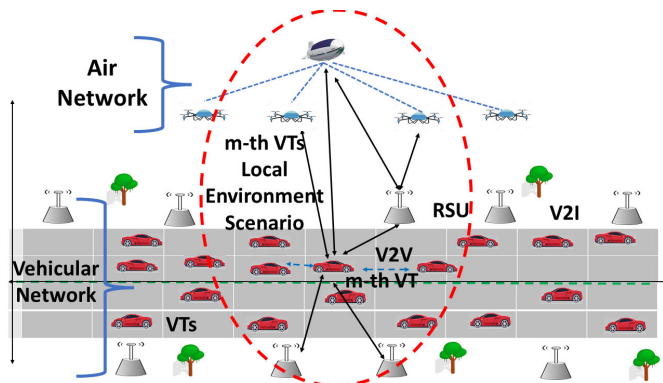 Air
Network
m-th VTs
Local
Environment
Scenario
RSU
V2I
Vehicular
Network
V2V
m-th VT
VTs